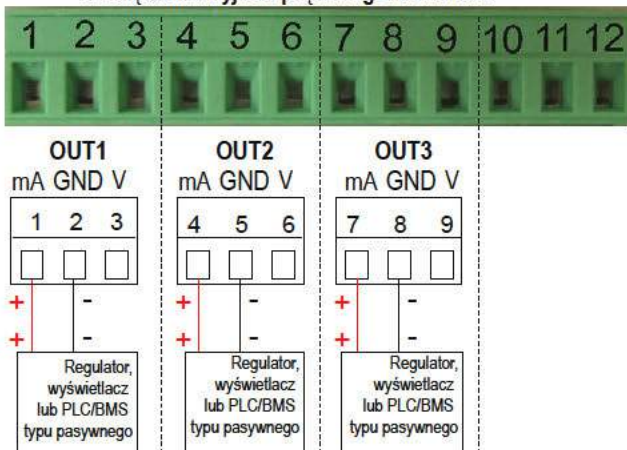 1 2 3 4 5 6 7 8 9 10 11 12
OUT1 OUT2 OUT3
mA GND V mA GND V mA GND V
1 2 3 4 5 6 7 8 9
+ - + - + -
+ - + - + -
Regulator, Regulator, Regulator,
wyświetlacz wyświetlacz wyświetlacz
lub PLC/BMS lub PLC/BMS lub PLC/BMS
typu pasywnego typu pasywnego typu pasywnego